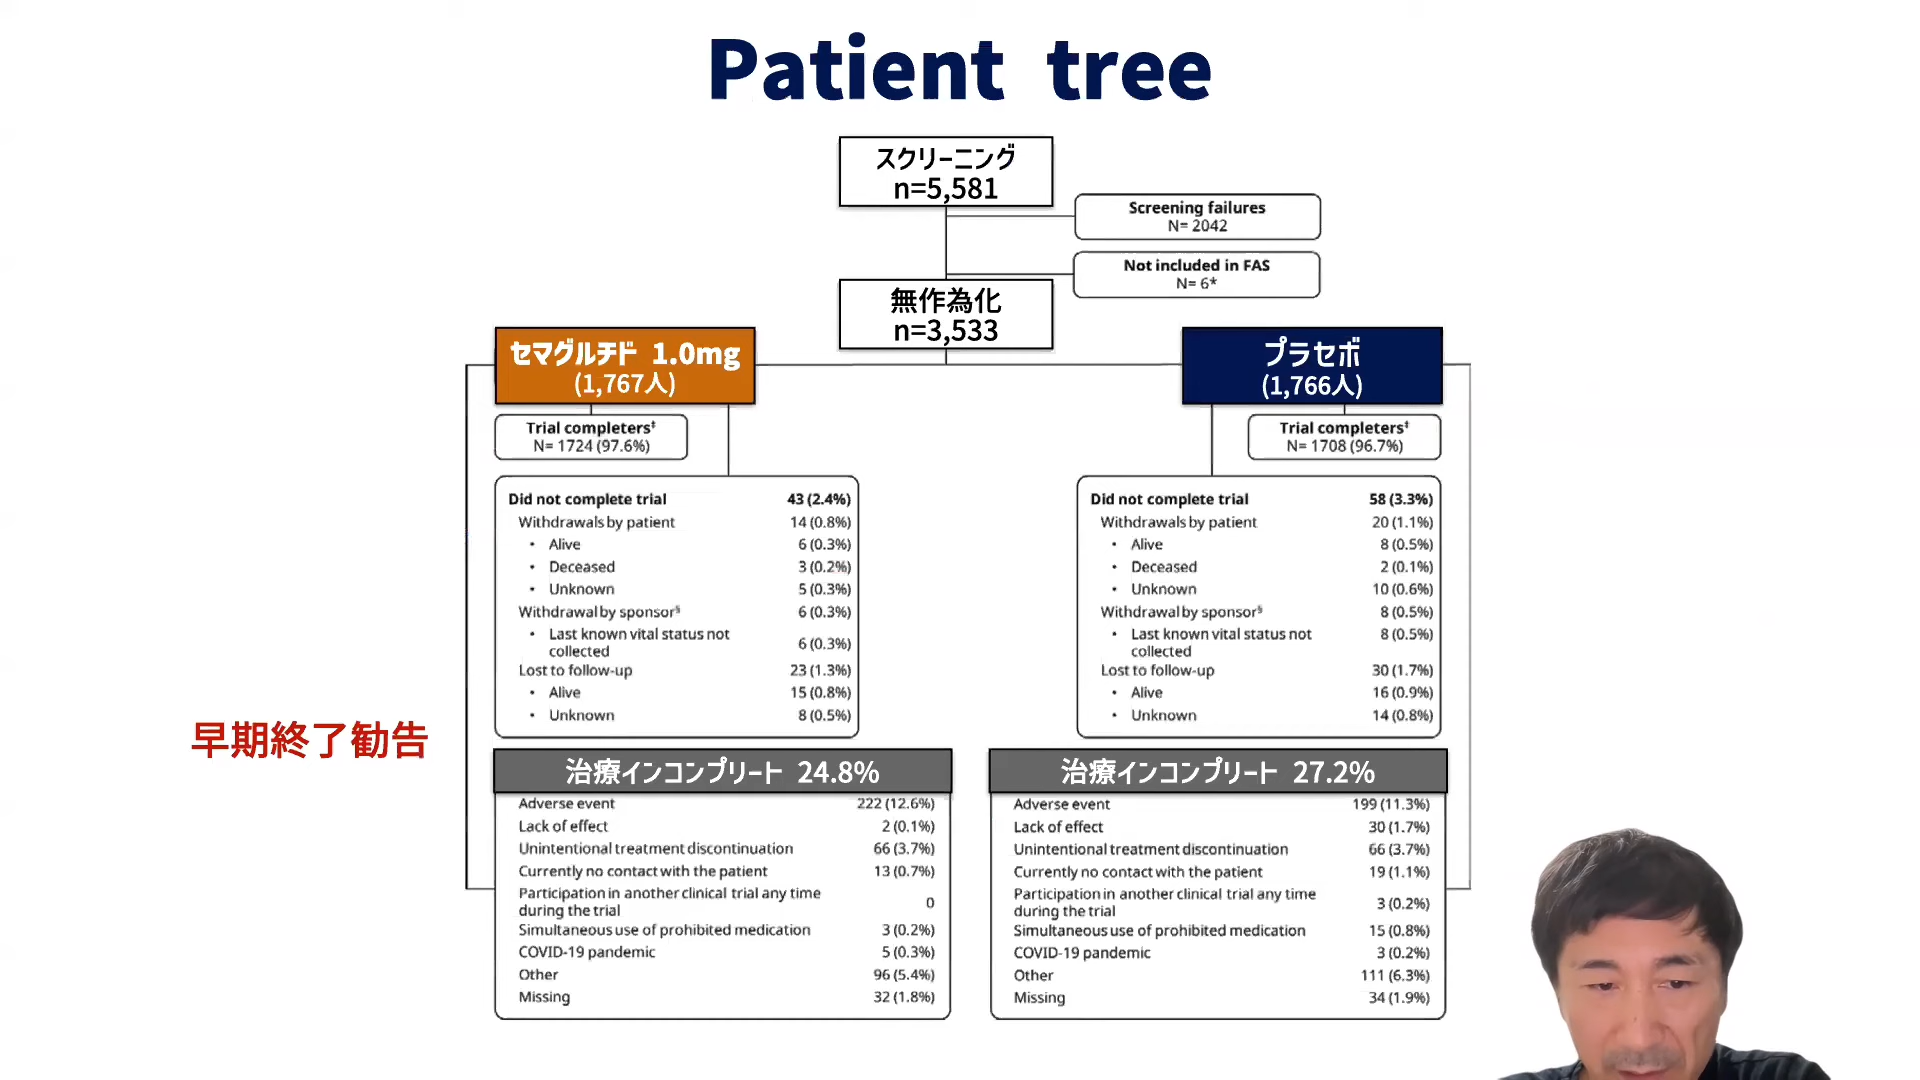 Patient tree
スクリーニング
n=5,581
Screening failures
N= 2042
Not included in FAS
N= 6*
無作為化
n=3,533
セマグルチド 1.0mg
(1,767人)
プラセボ
(1,766人)
Trial completers‡
N= 1724 (97.6%)
Trial completers‡
N= 1708 (96.7%)
Did not complete trial 43 (2.4%)
Withdrawals by patient 14 (0.8%)
• Alive 6 (0.3%)
• Deceased 3 (0.2%)
• Unknown 5 (0.3%)
Withdrawal by sponsor§ 6 (0.3%)
• Last known vital status not
collected 6 (0.3%)
Lost to follow-up 23 (1.3%)
• Alive 15 (0.8%)
• Unknown 8 (0.5%)
Did not complete trial 58 (3.3%)
Withdrawals by patient 20 (1.1%)
• Alive 8 (0.5%)
• Deceased 2 (0.1%)
• Unknown 10 (0.6%)
Withdrawal by sponsor§ 8 (0.5%)
• Last known vital status not 8 (0.5%)
collected
Lost to follow-up 30 (1.7%)
• Alive 16 (0.9%)
• Unknown 14 (0.8%)
早期終了勧告
治療インコンプリート 24.8%
Adverse event 222 (12.6%)
Lack of effect 2 (0.1%)
Unintentional treatment discontinuation 66 (3.7%)
Currently no contact with the patient 13 (0.7%)
Participation in another clinical trial any time
during the trial 0
Simultaneous use of prohibited medication 3 (0.2%)
COVID-19 pandemic 5 (0.3%)
Other 96 (5.4%)
Missing 32 (1.8%)
治療インコンプリート 27.2%
Adverse event 199 (11.3%)
Lack of effect 30 (1.7%)
Unintentional treatment discontinuation 66 (3.7%)
Currently no contact with the patient 19 (1.1%)
Participation in another clinical trial any time
during the trial 3 (0.2%)
Simultaneous use of prohibited medication 15 (0.8%)
COVID-19 pandemic 3 (0.2%)
Other 111 (6.3%)
Missing 34 (1.9%)